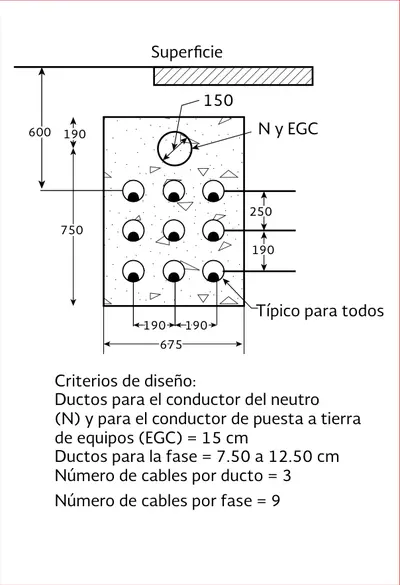 Superficie
150
600
190
N y EGC
750
250
190
190
190
Típico para todos
675
Criterios de diseño:
Ductos para el conductor del neutro
(N) y para el conductor de puesta a tierra
de equipos (EGC) = 15 cm
Ductos para la fase = 7.50 a 12.50 cm
Número de cables por ducto = 3
Número de cables por fase = 9